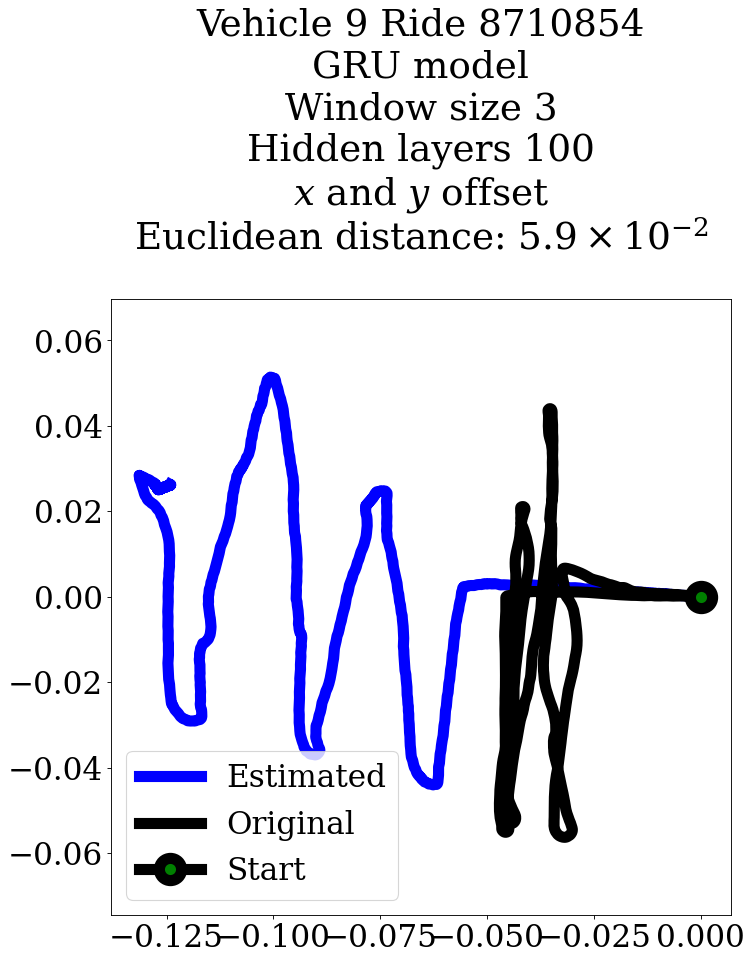 Vehicle 9 Ride 8710854
GRU model
Window size 3
Hidden layers 100
x and y offset
Euclidean distance: 5.9 × 10⁻²
0.06
0.04
0.02
0.00
−0.02
−0.04
−0.06
Estimated
Original
Start
−0.125 −0.100 −0.075 −0.050 −0.025 0.000